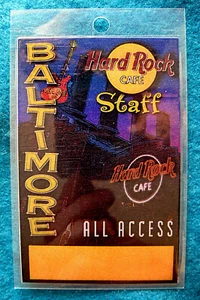 BALTIMORE
Hard Rock
CAFE
Staff
Hard Rock
CAFE
ALL ACCESS